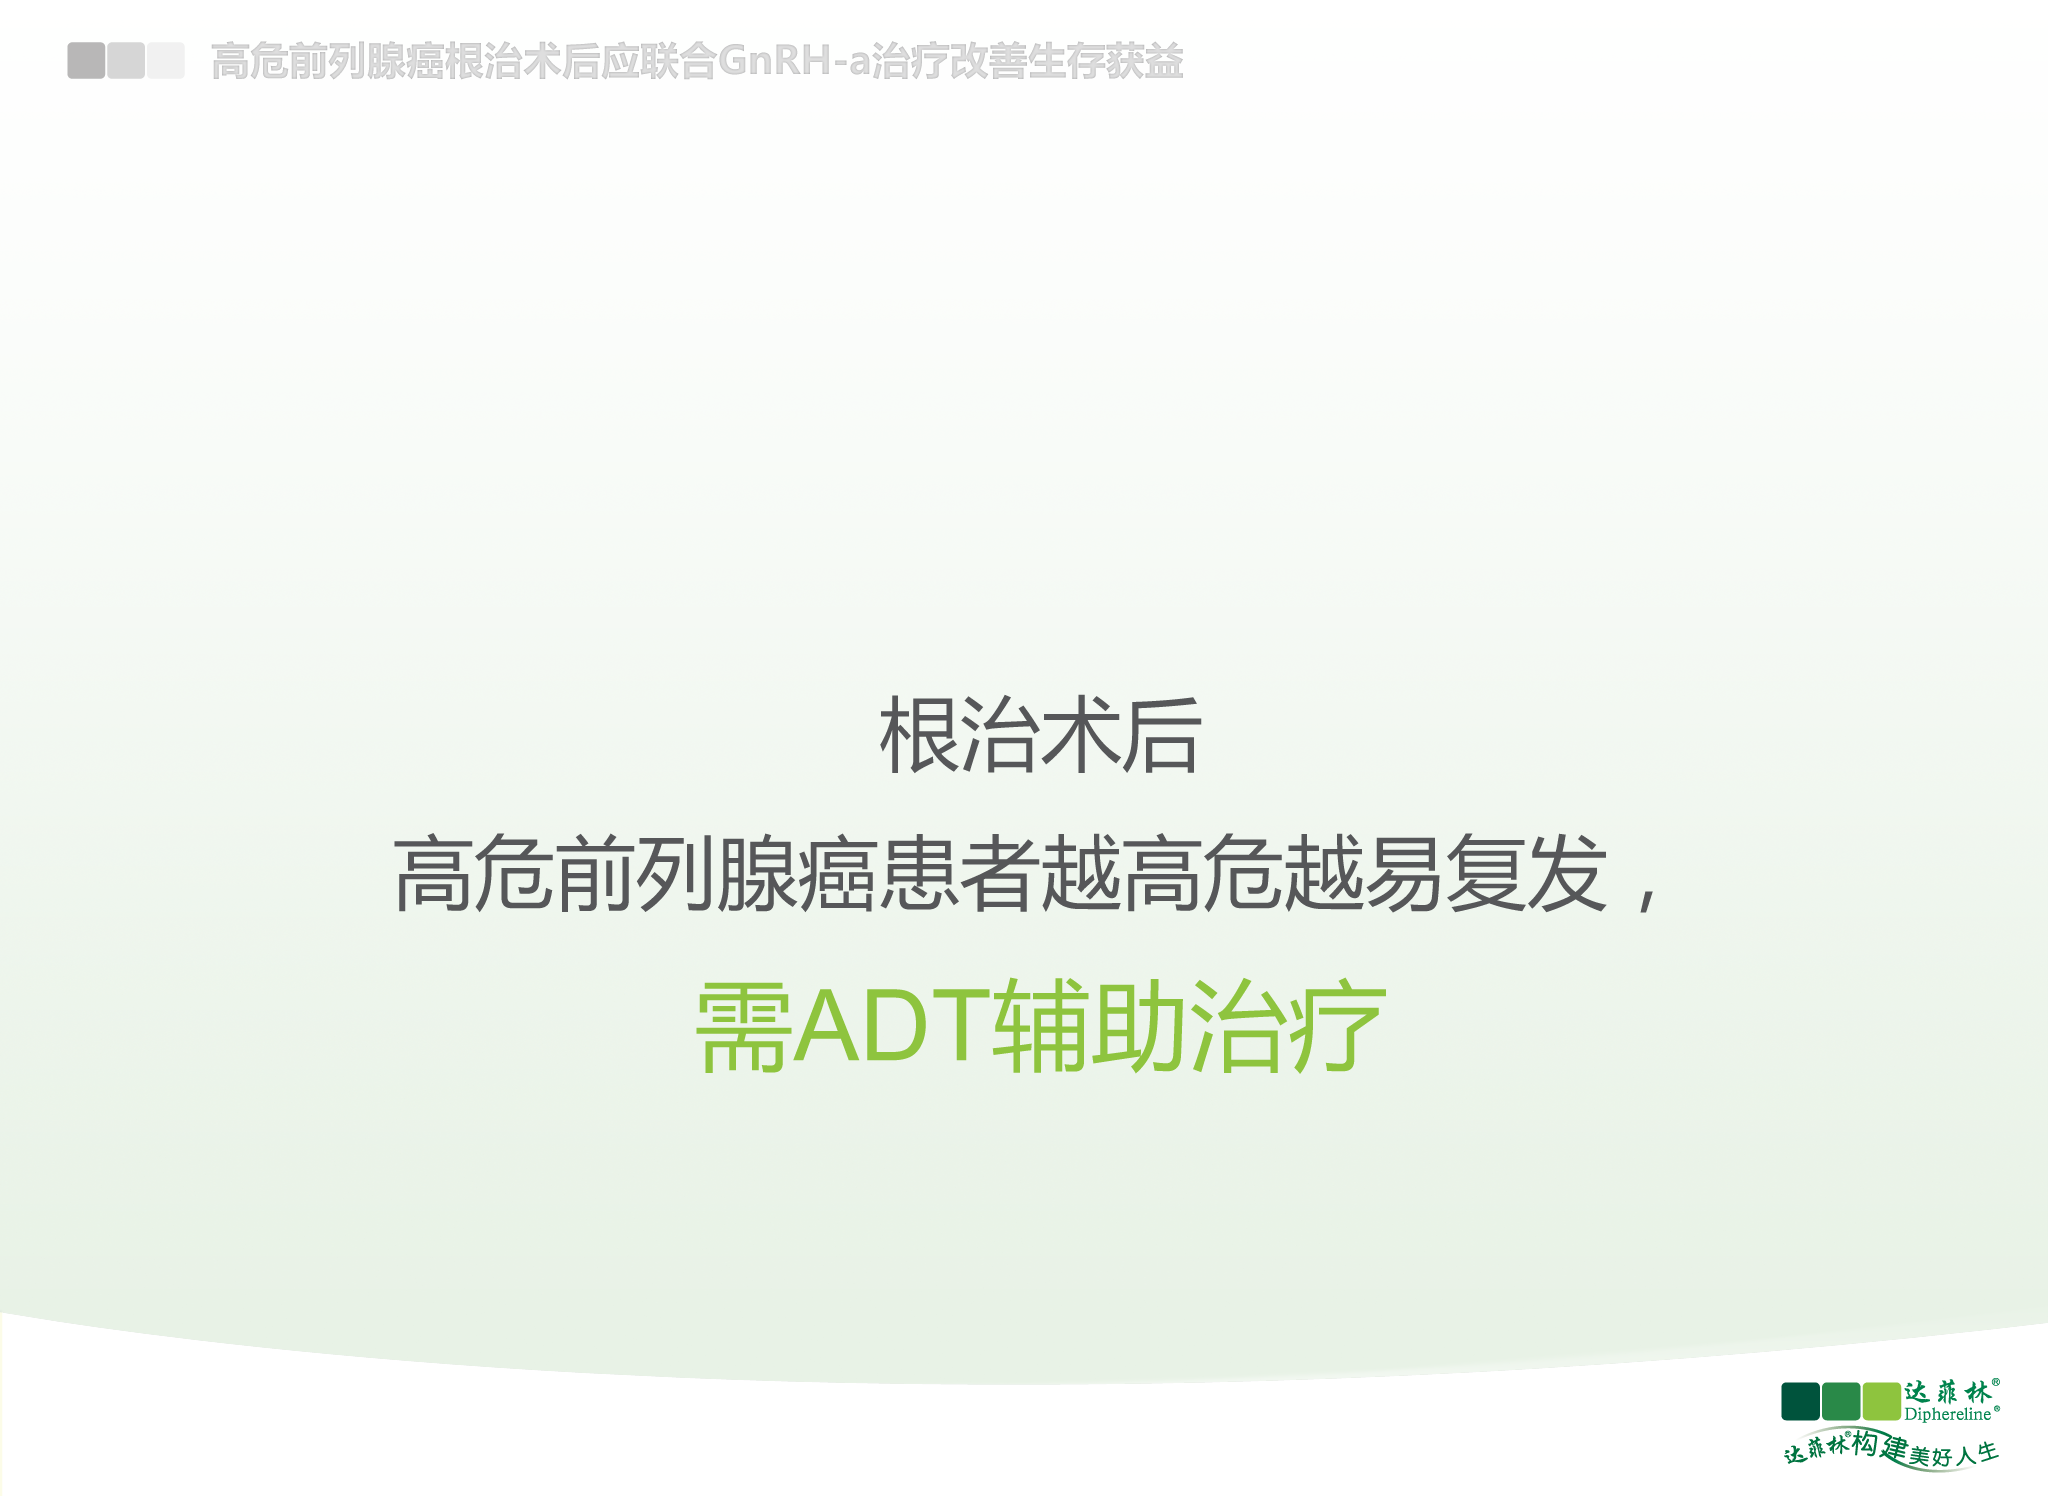 高危前列腺癌根治术后应联合GnRH-a治疗改善生存获益
根治术后
高危前列腺癌患者越高危越易复发，
需ADT辅助治疗
达菲林®
Diphereline®
达菲林®构建美好人生